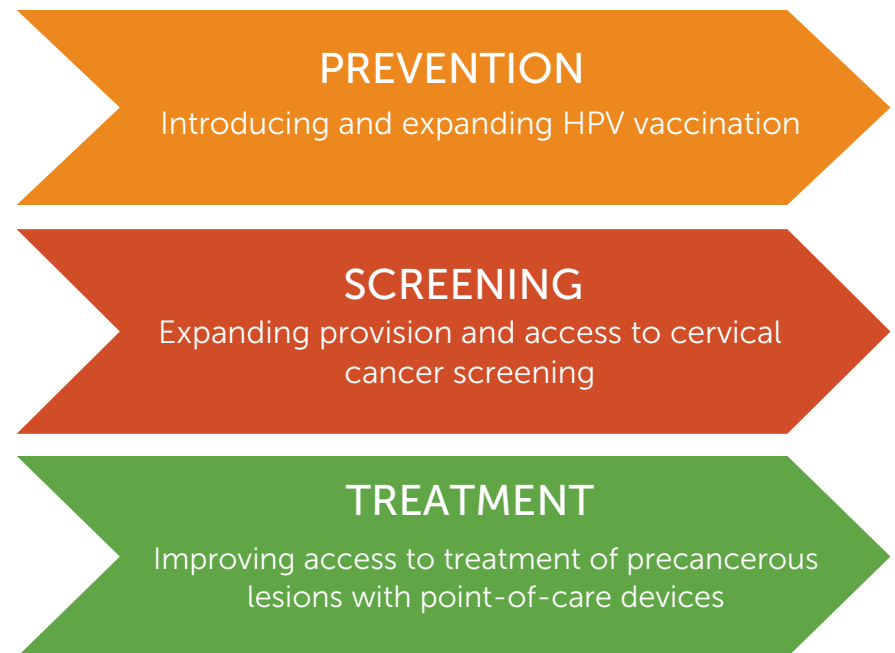 PREVENTION
Introducing and expanding HPV vaccination
SCREENING
Expanding provision and access to cervical
cancer screening
TREATMENT
Improving access to treatment of precancerous
lesions with point-of-care devices